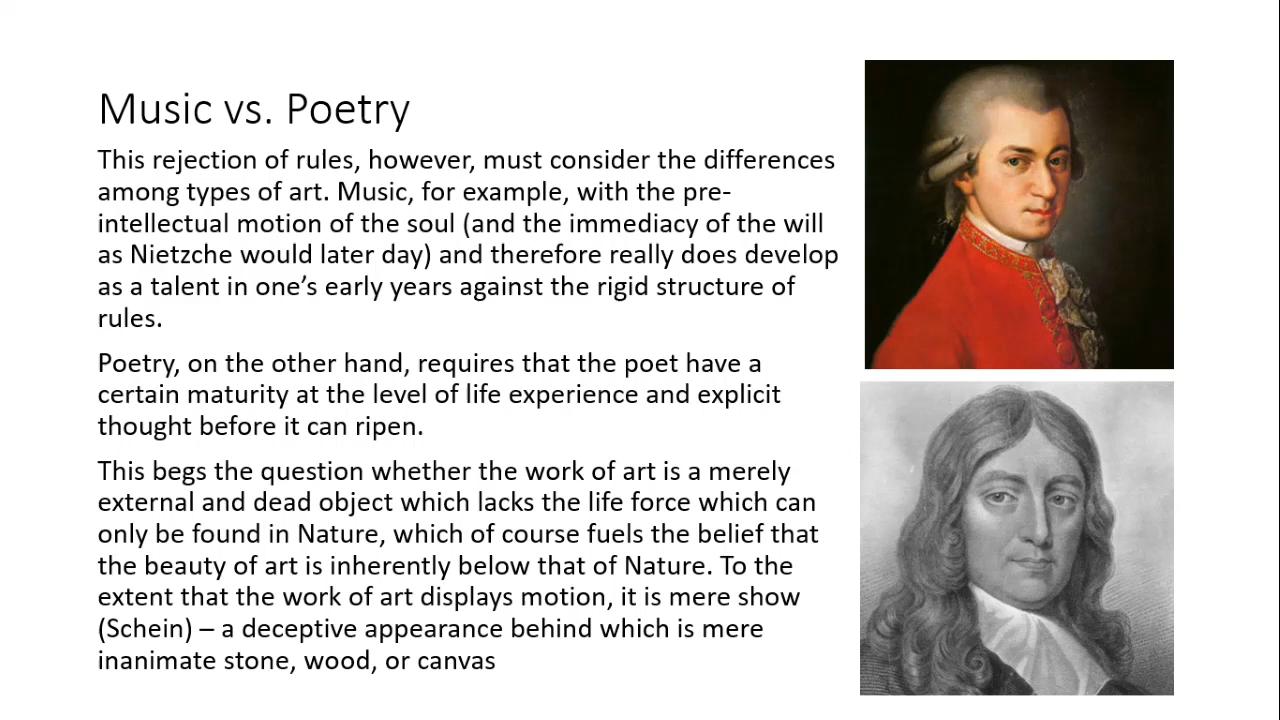 Music vs. Poetry
This rejection of rules, however, must consider the differences
among types of art. Music, for example, with the pre-
intellectual motion of the soul (and the immediacy of the will
as Nietzche would later day) and therefore really does develop
as a talent in one’s early years against the rigid structure of
rules.
Poetry, on the other hand, requires that the poet have a
certain maturity at the level of life experience and explicit
thought before it can ripen.
This begs the question whether the work of art is a merely
external and dead object which lacks the life force which can
only be found in Nature, which of course fuels the belief that
the beauty of art is inherently below that of Nature. To the
extent that the work of art displays motion, it is mere show
(Schein) – a deceptive appearance behind which is mere
inanimate stone, wood, or canvas